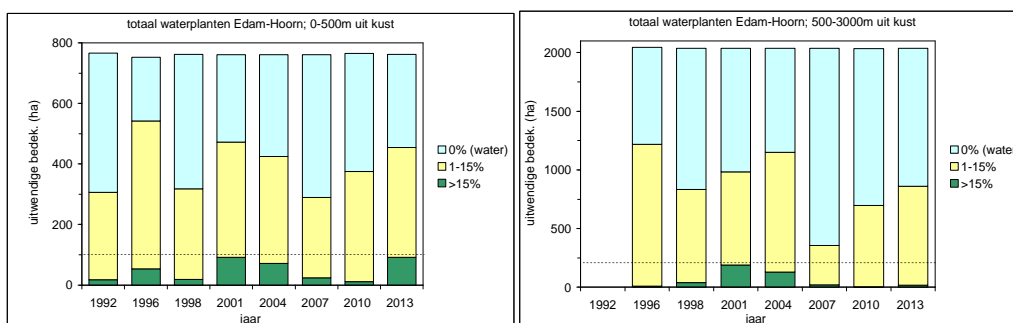 totaal waterplanten Edam-Hoorn; 0-500m uit kust
uitwendige bedek. (ha)
800
600
400
200
0
1992 1996 1998 2001 2004 2007 2010 2013
jaar
0% (water)
1-15%
>15%
totaal waterplanten Edam-Hoorn; 500-3000m uit kust
uitwendige bedek. (ha)
2000
1500
1000
500
0
1992 1996 1998 2001 2004 2007 2010 2013
jaar
0% (water)
1-15%
>15%